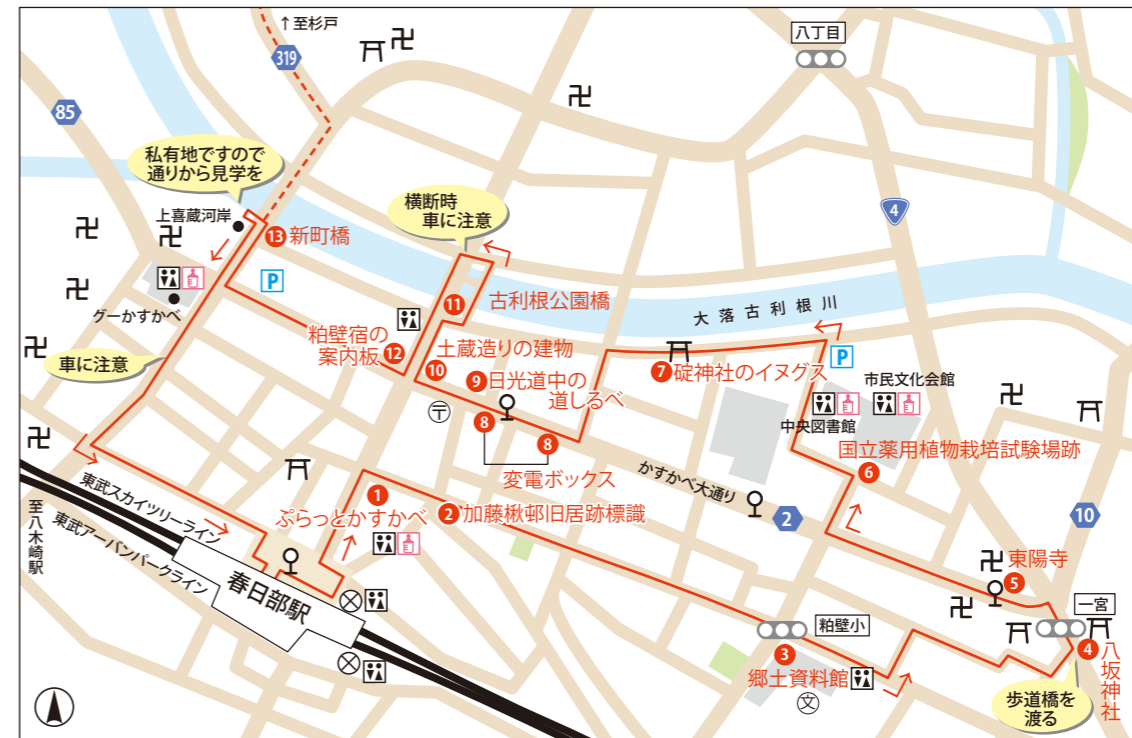 ↑至杉戸
319
85
八丁目
4
私有地ですので
通りから見学を
上喜蔵河岸
13 新町橋
横断時
車に注意
P
グーかすかべ
車に注意
11
古利根公園橋
大落古利根川
粕壁宿の
案内板 12
土蔵造りの建物
10
9 日光道中の
道しるべ
〒
8
8
変電ボックス
7 碇神社のイヌグス
P
市民文化会館
中央図書館
国立薬用植物栽培試験場跡
6
かすかべ大通り
2
10
1
ぷらっとかすかべ
2 加藤楸邨旧居跡標識
東武スカイツリーライン
東武アーバンパークライン
至八木崎駅
春日部駅
東陽寺
5
一宮
4
八坂神社
粕壁小
3
郷土資料館
文
歩道橋を
渡る